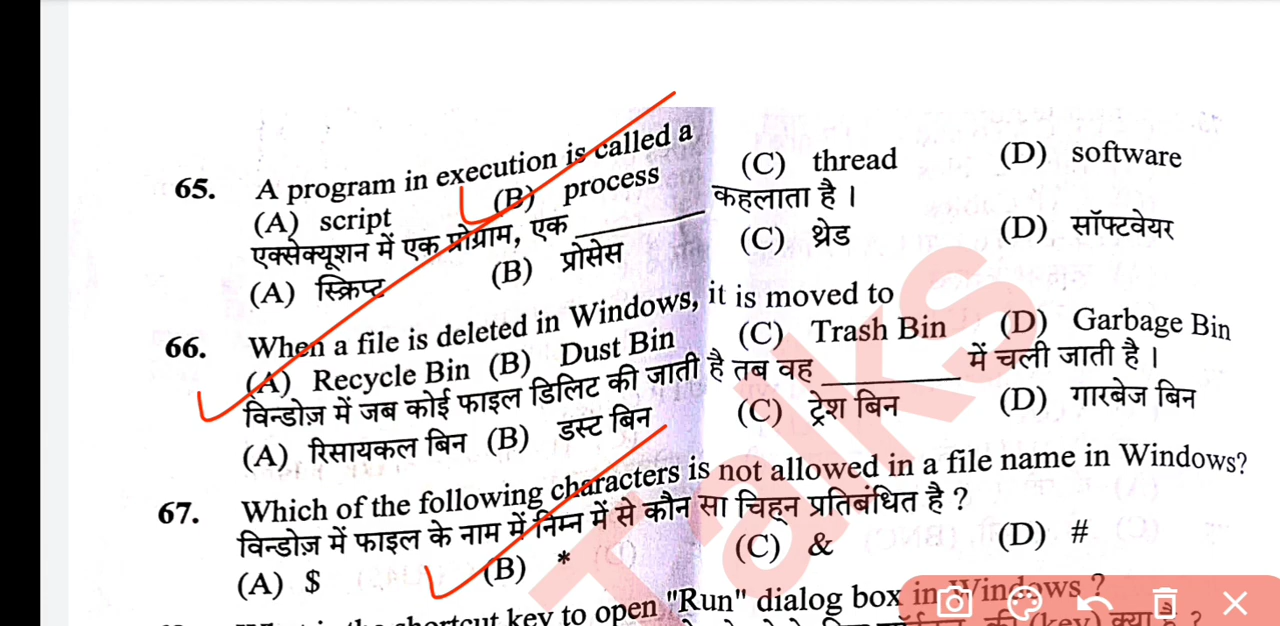 65. A program in execution is called a
(A) script (B) process (C) thread (D) software
एक्सेक्यूशन में एक प्रोग्राम, एक ________ कहलाता है ।
(A) स्क्रिप्ट (B) प्रोसेस (C) थ्रेड (D) सॉफ्टवेयर
66. When a file is deleted in Windows, it is moved to
(A) Recycle Bin (B) Dust Bin (C) Trash Bin (D) Garbage Bin
विन्डोज़ में जब कोई फाइल डिलिट की जाती है तब वह ________ में चली जाती है ।
(A) रिसायकल बिन (B) डस्ट बिन (C) ट्रेश बिन (D) गारबेज बिन
67. Which of the following characters is not allowed in a file name in Windows?
विन्डोज़ में फाइल के नाम में निम्न में से कौन सा चिह्न प्रतिबंधित है ?
(A) $ (B) * (C) & (D) #
shortcut key to open "Run" dialog box in Windows ?
की (key) क्या है ?
Talks